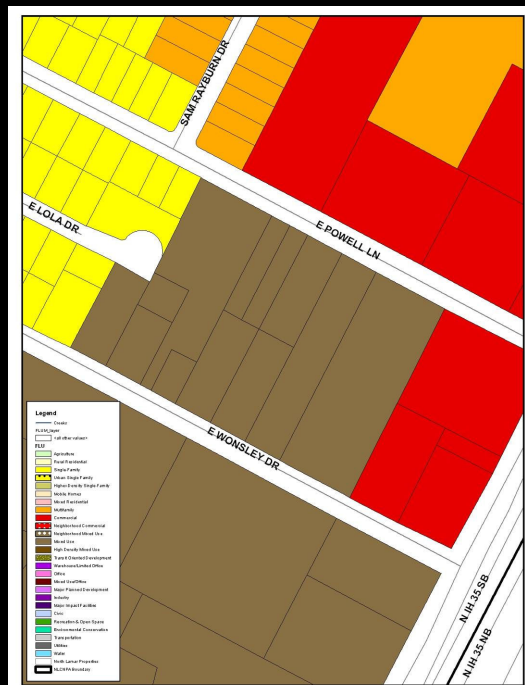 SAM RAYBURN DR
E LOLA DR
E POWELL LN
E WONSLEY DR
N IH 35 SB
N IH 35 NB
Legend
Creeks
FLUM_layer
<all other values>
FLU
Agriculture
Rural Residential
Single Family
Urban Single Family
Higher-Density Single Family
Mobile Homes
Mixed Residential
Multifamily
Commercial
Neighborhood Commercial
Neighborhood Mixed Use
Mixed Use
High Density Mixed Use
Transit Oriented Development
Warehouse/Limited Office
Office
Mixed Use/Office
Major Planned Development
Industry
Major Impact Facilities
Civic
Recreation & Open Space
Environmental Conservation
Transportation
Utilities
Water
North Lamar Properties
NLCNPA Boundary